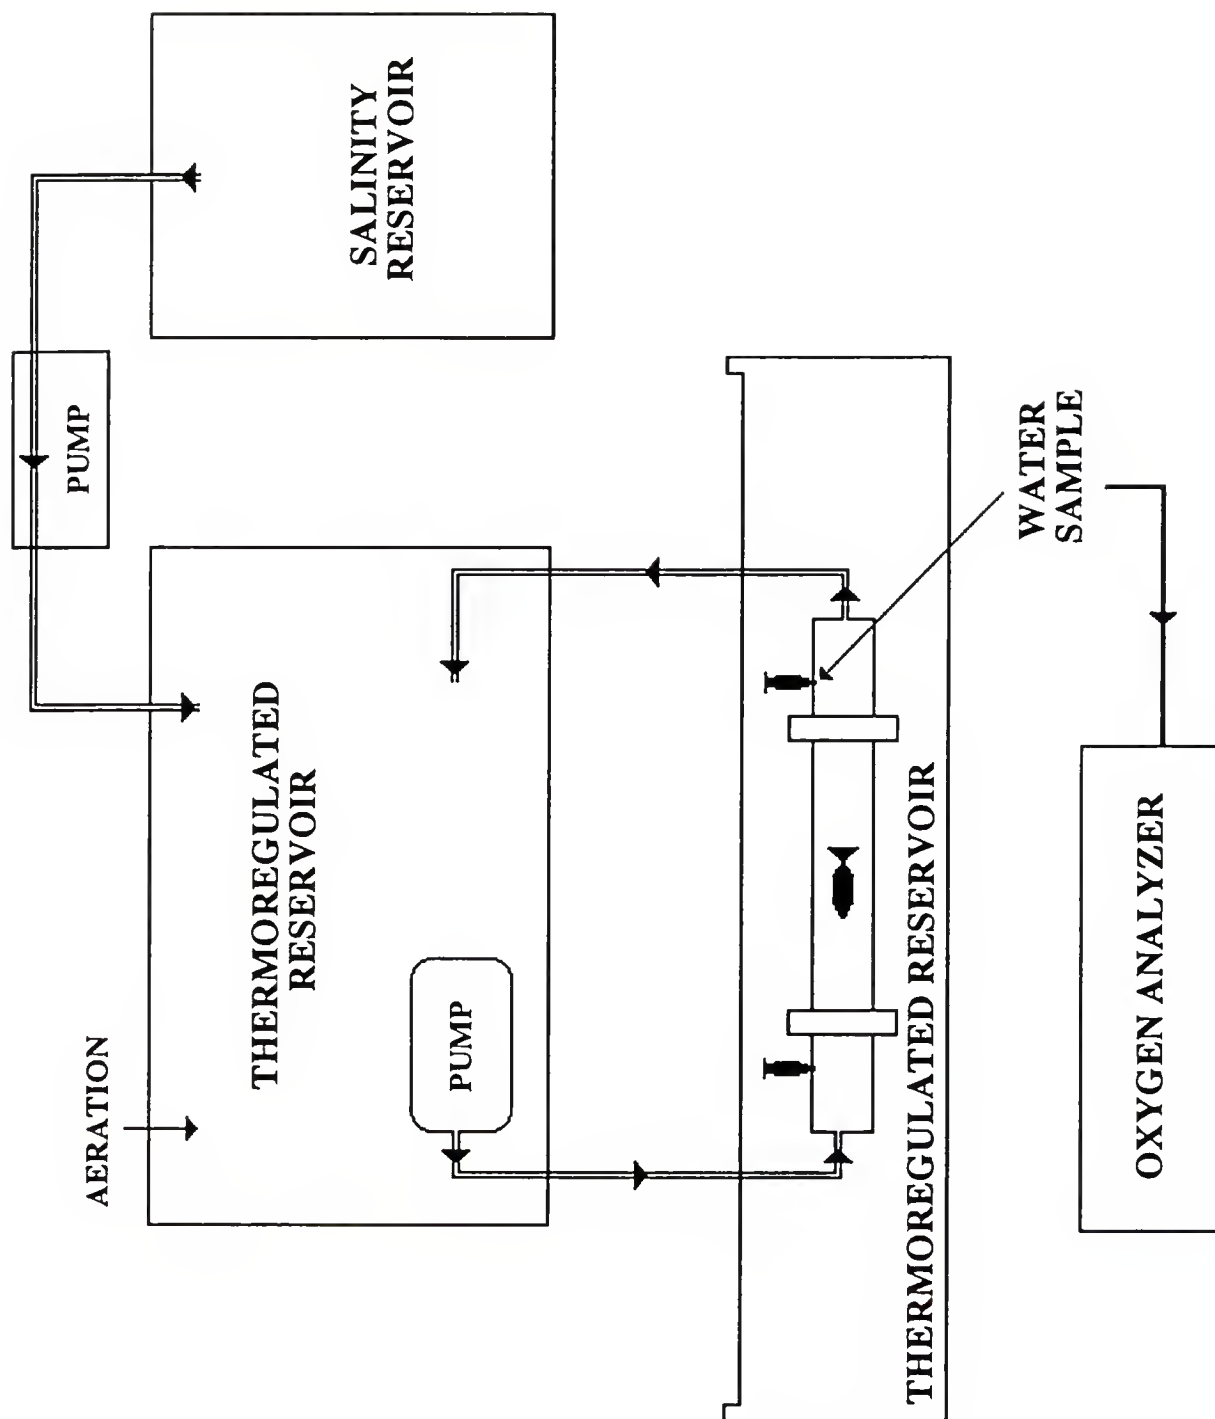 AERATION
PUMP
SALINITY
RESERVOIR
THERMOREGULATED
RESERVOIR
PUMP
THERMOREGULATED RESERVOIR
WATER
SAMPLE
OXYGEN ANALYZER